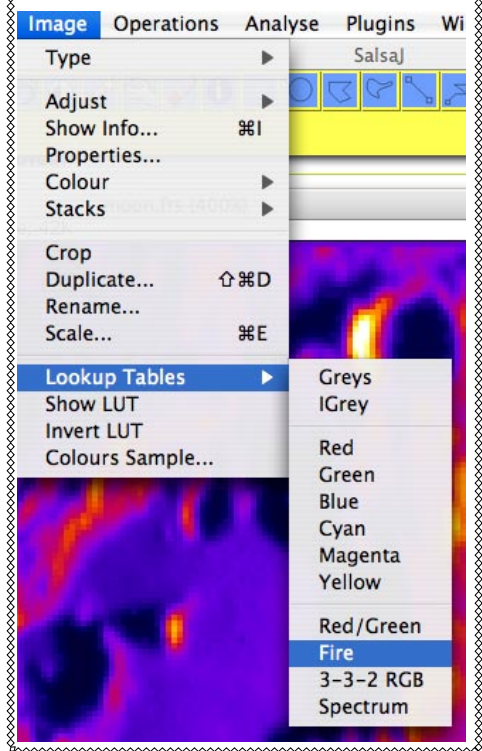 Image Operations Analyse Plugins Wi
SalsaJ
Type
Adjust
Show Info... ⌘I
Properties...
Colour
Stacks
Crop
Duplicate... ⇧⌘D
Rename...
Scale... ⌘E
Lookup Tables
Show LUT
Invert LUT
Colours Sample...
Greys
IGrey
Red
Green
Blue
Cyan
Magenta
Yellow
Red/Green
Fire
3-3-2 RGB
Spectrum